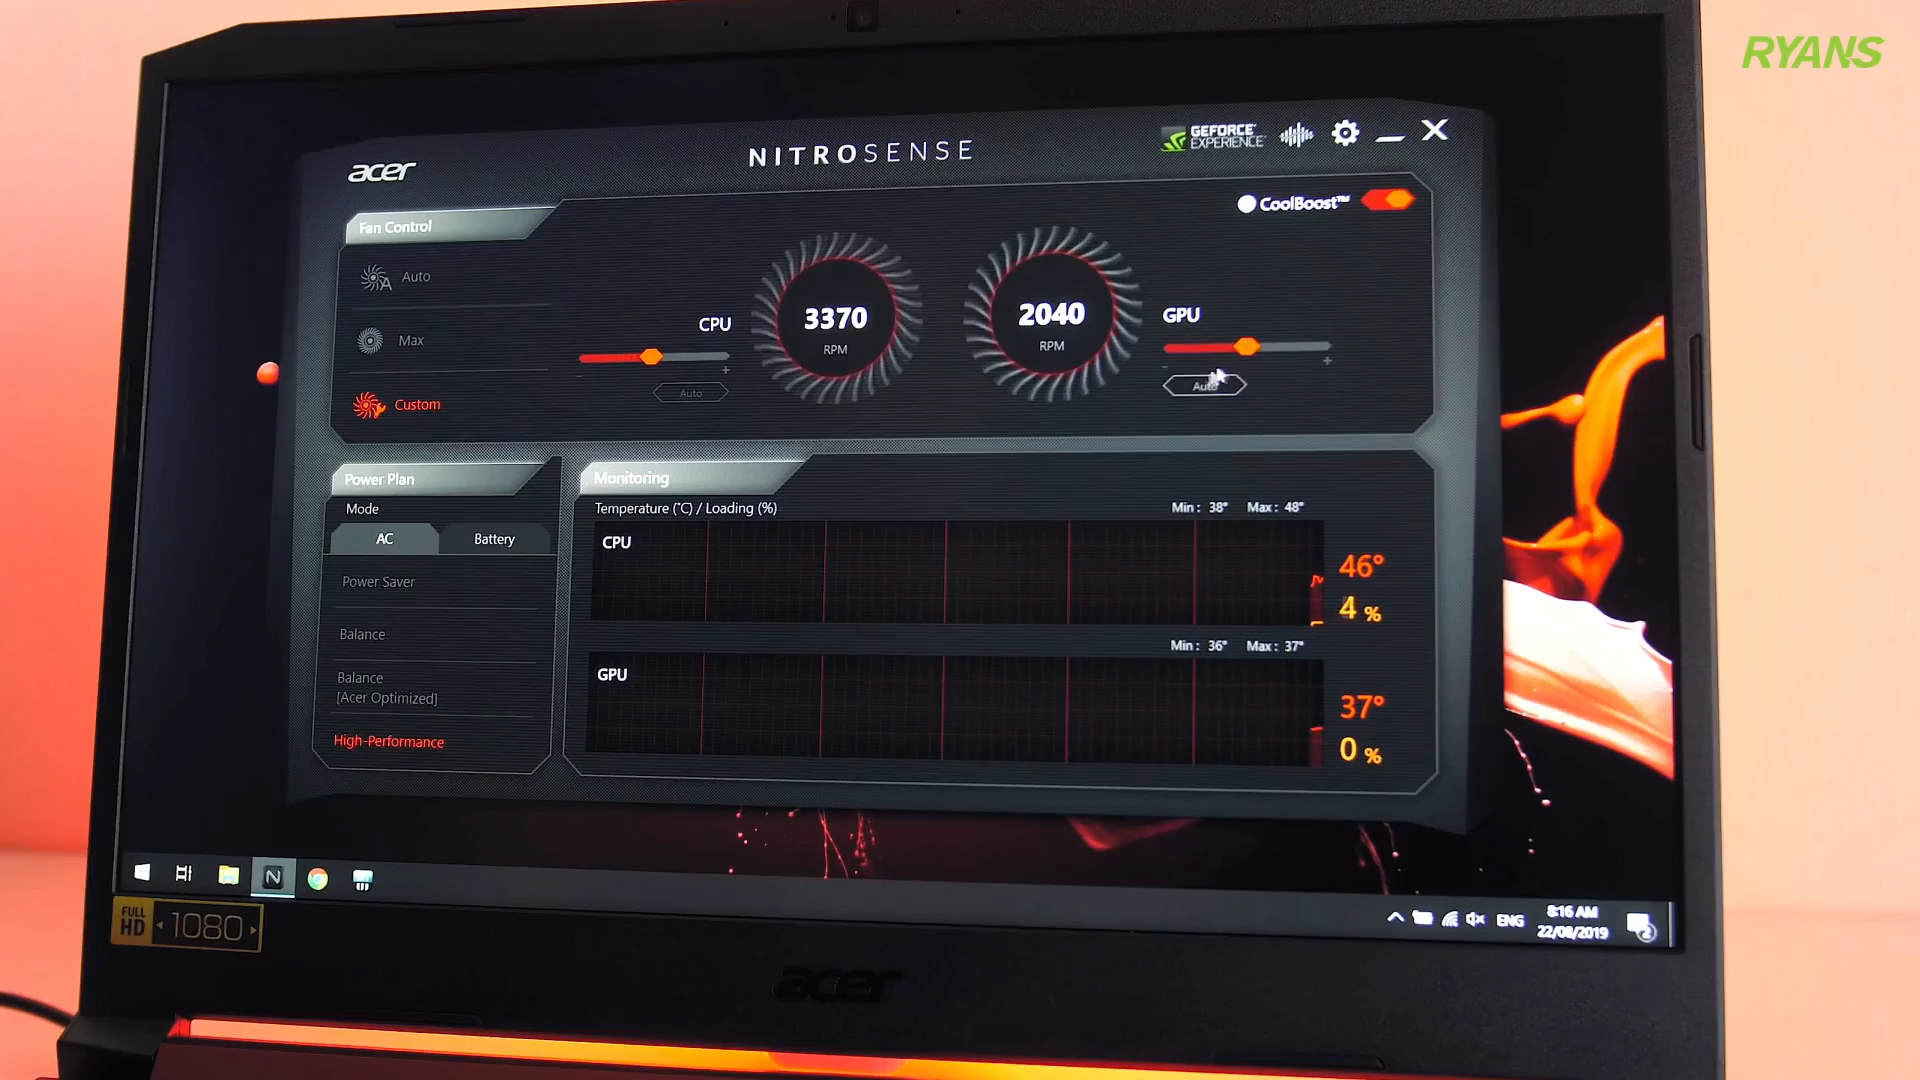 RYANS
acer
NITROSENSE
GEFORCE
EXPERIENCE
CoolBoost™
Fan Control
Auto
Max
Custom
CPU
3370
RPM
2040
RPM
GPU
- +
- +
Auto
Auto
Power Plan
Mode
AC Battery
Power Saver
Balance
Balance
[Acer Optimized]
High-Performance
Monitoring
Temperature (°C) / Loading (%)
Min : 38° Max : 48°
CPU
46°
4 %
Min : 36° Max : 37°
GPU
37°
0 %
N
ENG
8:16 AM
22/08/2019
2
FULL
HD
1080
acer